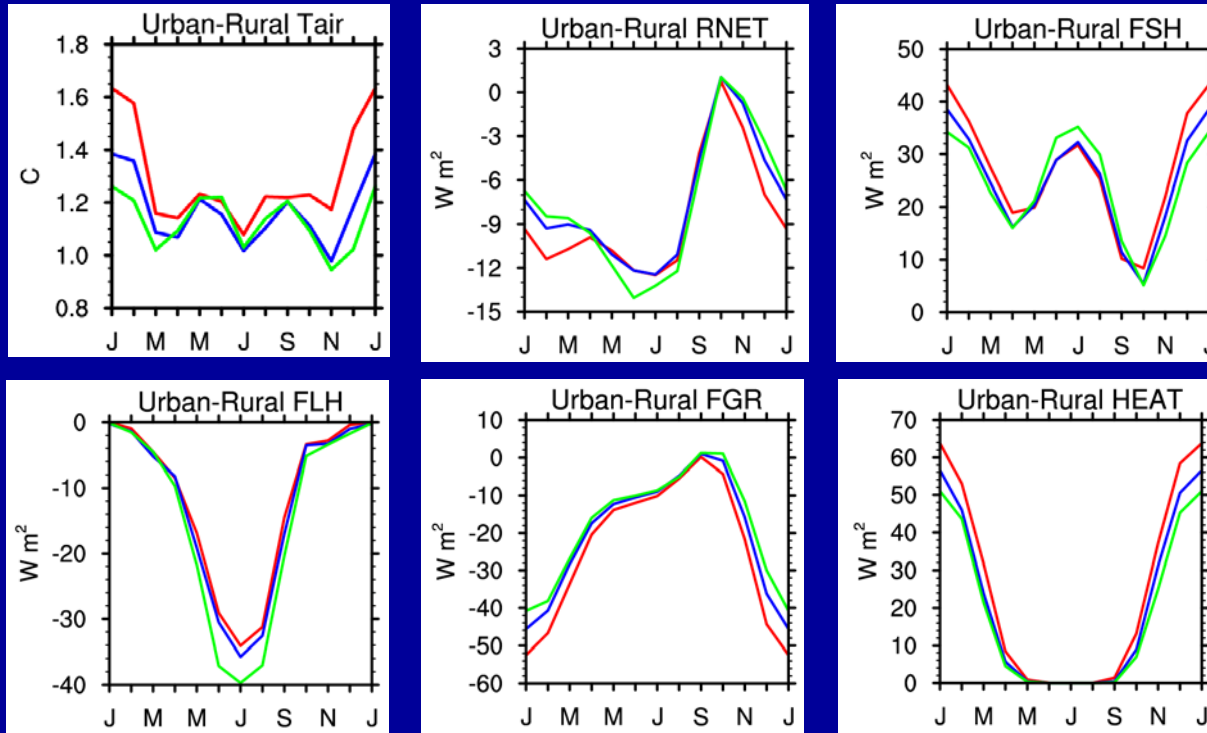 Urban-Rural Tair
1.8
1.6
1.4
1.2
1.0
0.8
C
J M M J S N J
Urban-Rural RNET
3
0
-3
-6
-9
-12
-15
W m²
J M M J S N J
Urban-Rural FSH
50
40
30
20
10
0
W m²
J M M J S N J
Urban-Rural FLH
0
-10
-20
-30
-40
W m²
J M M J S N J
Urban-Rural FGR
10
0
-10
-20
-30
-40
-50
-60
W m²
J M M J S N J
Urban-Rural HEAT
70
60
50
40
30
20
10
0
W m²
J M M J S N J